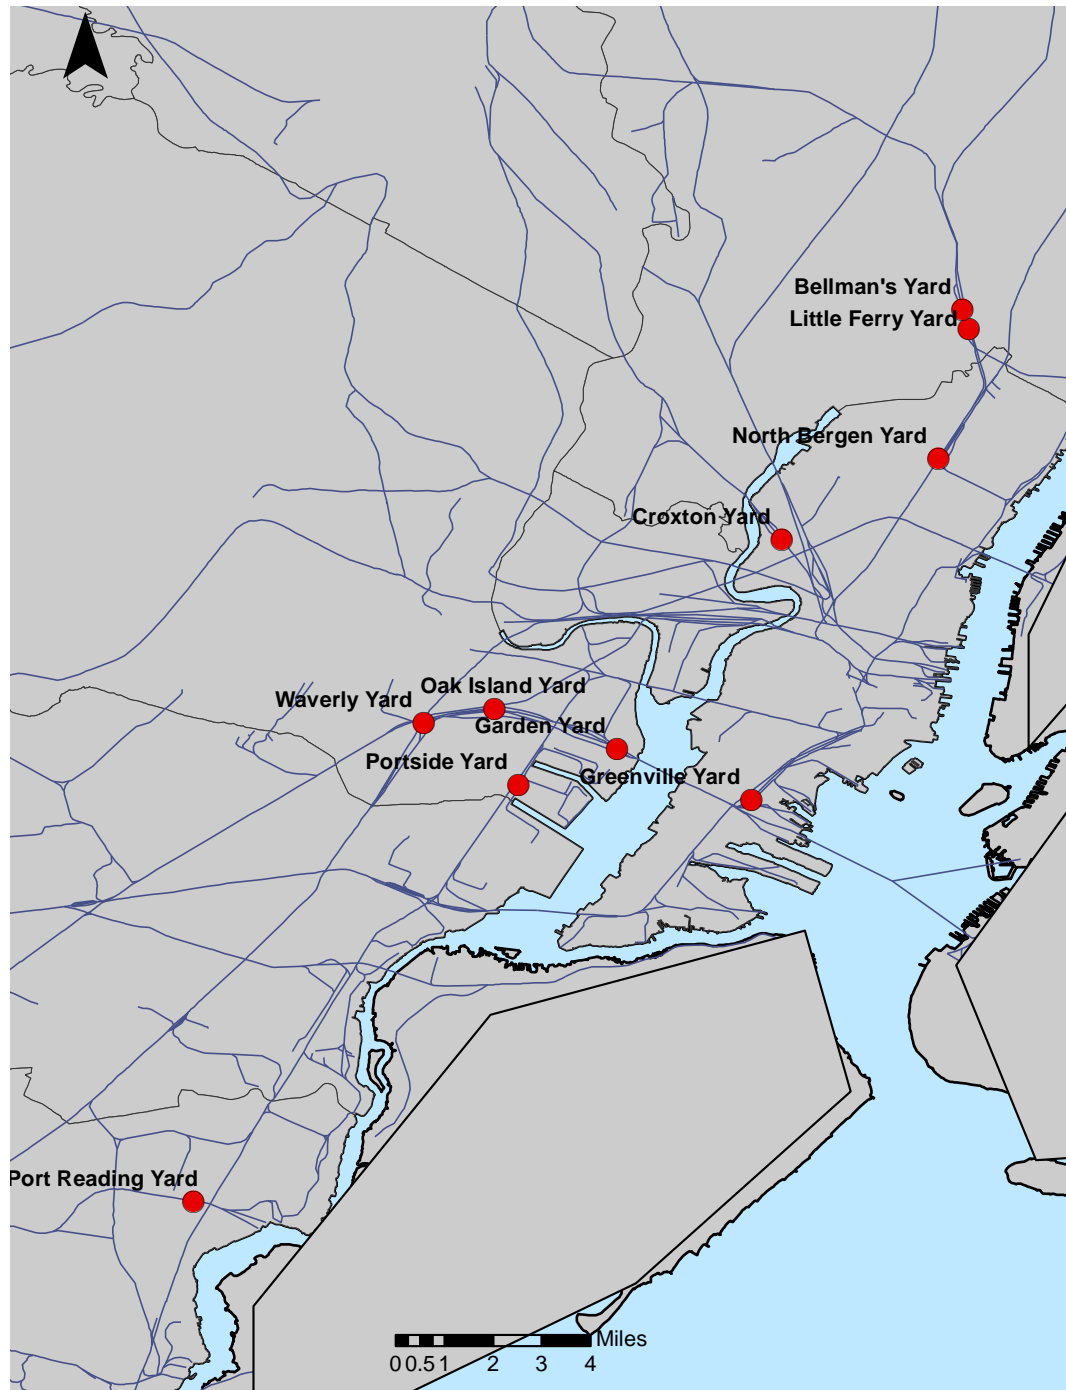 Bellman's Yard
Little Ferry Yard
North Bergen Yard
Croxton Yard
Oak Island Yard
Waverly Yard
Garden Yard
Portside Yard
Greenville Yard
Port Reading Yard
Miles
0 0.5 1 2 3 4